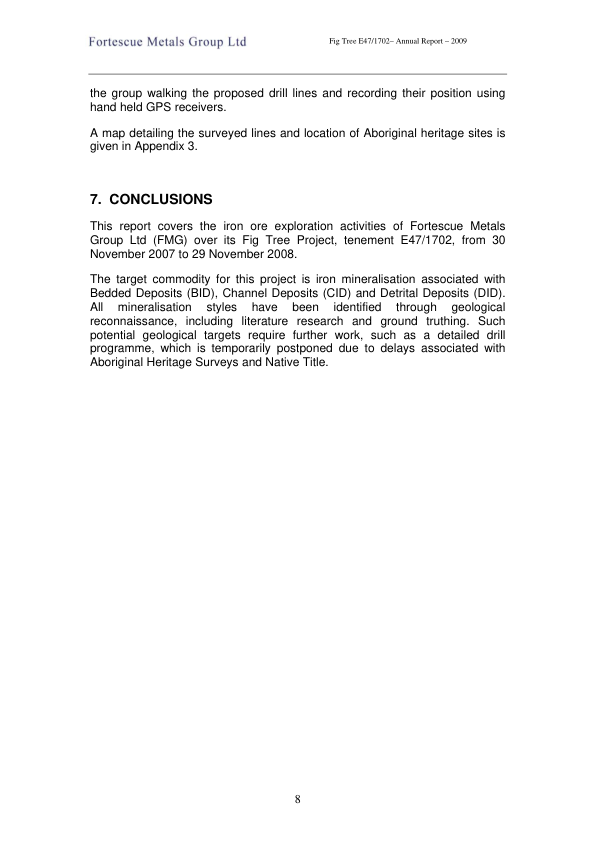 Fortescue Metals Group Ltd
Fig Tree E47/1702– Annual Report – 2009
the group walking the proposed drill lines and recording their position using
hand held GPS receivers.
A map detailing the surveyed lines and location of Aboriginal heritage sites is
given in Appendix 3.
7. CONCLUSIONS
This report covers the iron ore exploration activities of Fortescue Metals
Group Ltd (FMG) over its Fig Tree Project, tenement E47/1702, from 30
November 2007 to 29 November 2008.
The target commodity for this project is iron mineralisation associated with
Bedded Deposits (BID), Channel Deposits (CID) and Detrital Deposits (DID).
All mineralisation styles have been identified through geological
reconnaissance, including literature research and ground truthing. Such
potential geological targets require further work, such as a detailed drill
programme, which is temporarily postponed due to delays associated with
Aboriginal Heritage Surveys and Native Title.
8